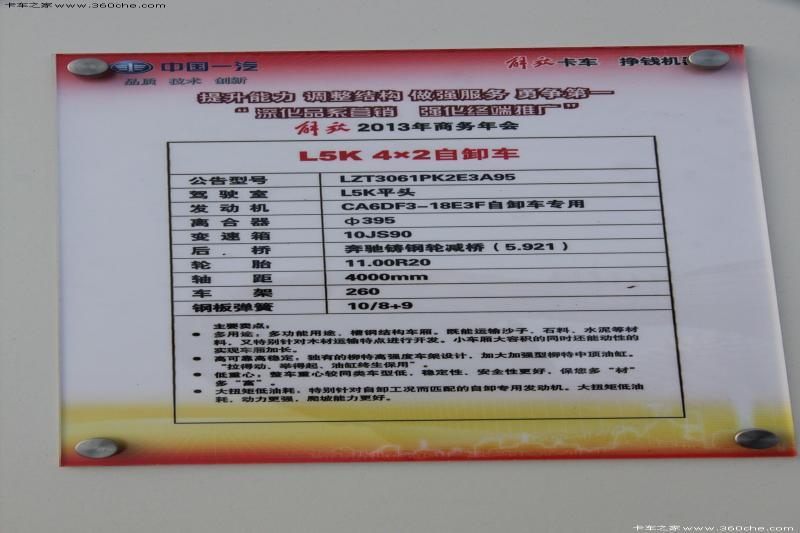 卡车之家 www.360che.com
中国一汽
品质 技术 创新
解放卡车 挣钱机器
提升能力 调整结构 做强服务 勇争第一
“深化品系营销 强化终端推广”
解放 2013年商务年会
L5K 4×2自卸车
公告型号 LZT3061PK2E3A95
驾驶室 L5K平头
发动机 CA6DF3-18E3F自卸车专用
离合器 φ395
变速箱 10JS90
后.桥 奔驰铸钢轮减桥（5.921）
轮胎 11.00R20
轴距 4000mm
车架 260
钢板弹簧 10/8+9
主要卖点：
● 多用途：多功能用途，槽钢结构车厢。既能运输沙子、石料、水泥等材
料，又特别针对木材运输特点进行开发。小车厢大容积的同时还能动性的
实现车厢加长。
● 高可靠高稳定：独有的柳特高强度车架设计，加大加强型柳特中顶油缸。
“拉得动、举得起、油缸终生保用”。
● 低重心：整车重心较同类车型低，稳定性、安全性更好，保您多“材”
多“富”。
● 大扭矩低油耗，特别针对自卸工况而匹配的自卸专用发动机。大扭矩低油
耗，动力更强，爬坡能力更好。
卡车之家 www.360che.com